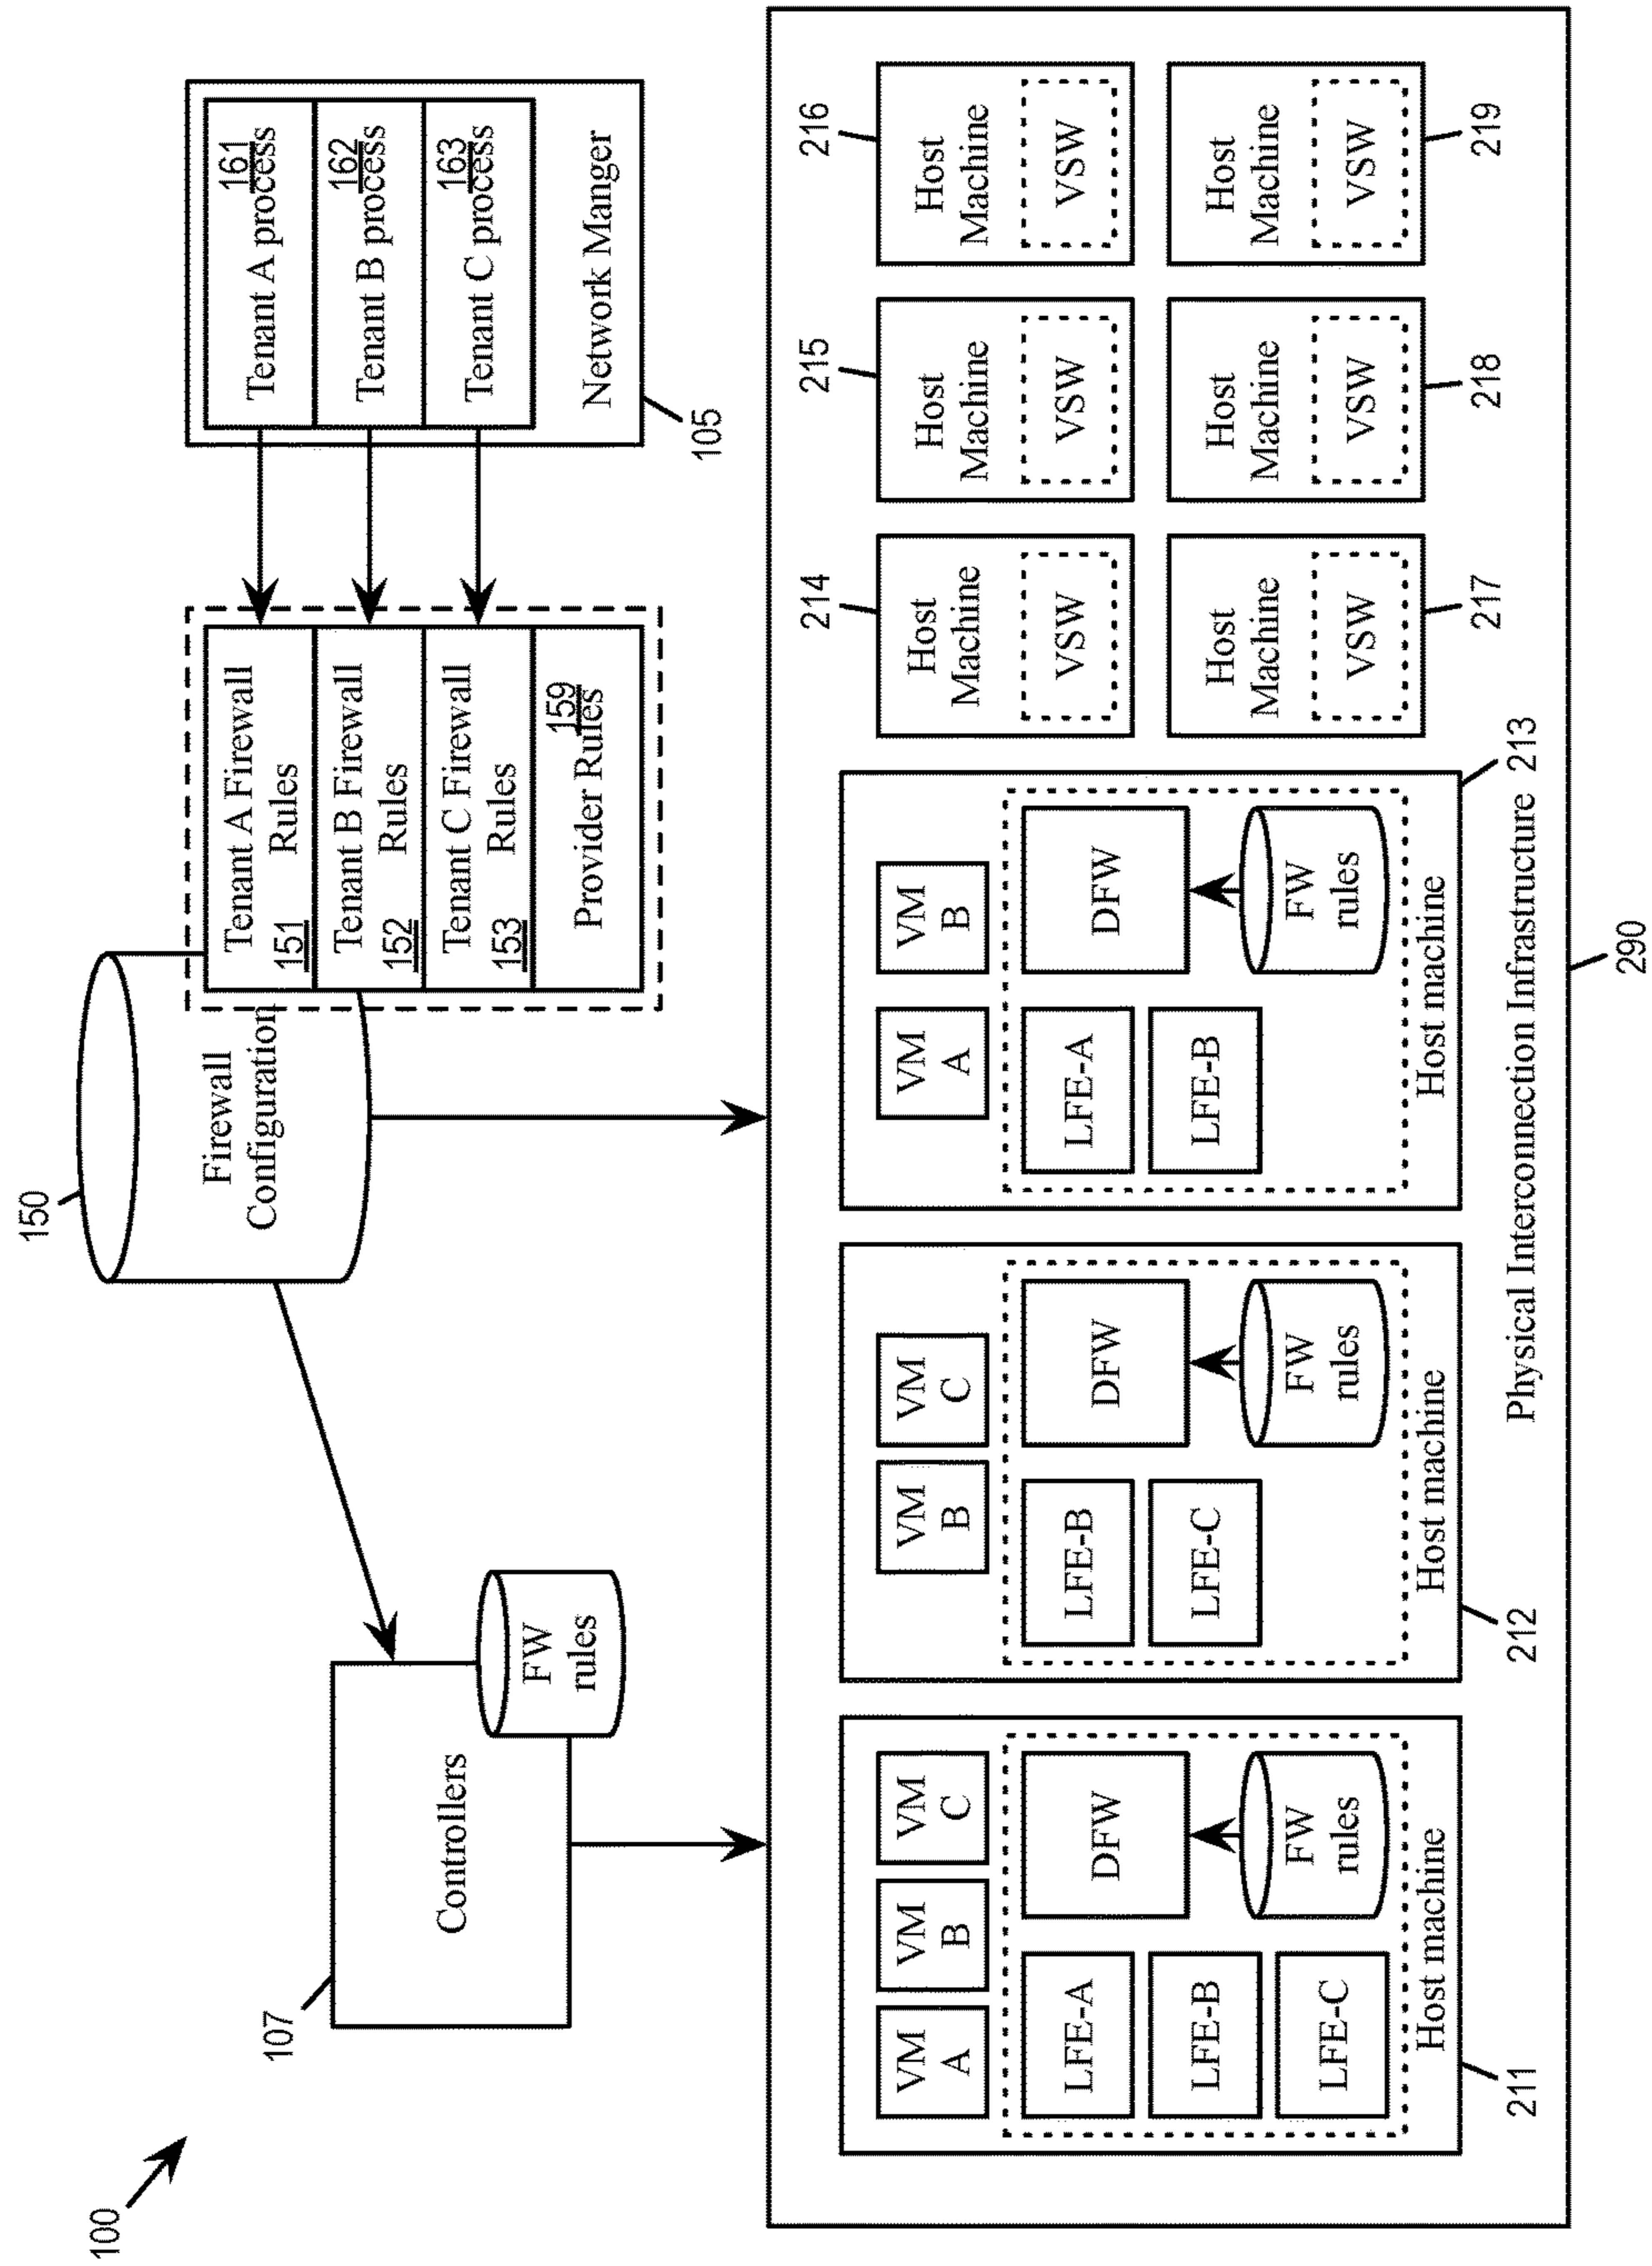 100
107
Controllers
FW
rules
150
Firewall
Configuration
Tenant A Firewall
151 Rules
Tenant B Firewall
152 Rules
Tenant C Firewall
153 Rules
159
Provider Rules
161
Tenant A process
162
Tenant B process
163
Tenant C process
Network Manger
105
VM
A
VM
B
VM
C
LFE-A
LFE-B
LFE-C
DFW
FW
rules
Host machine
211
VM
B
VM
C
LFE-B
LFE-C
DFW
FW
rules
Host machine
212
VM
A
VM
B
LFE-A
LFE-B
DFW
FW
rules
Host machine
213
214
Host
Machine
VSW
215
Host
Machine
VSW
216
Host
Machine
VSW
Host
Machine
VSW
217
Host
Machine
VSW
218
Host
Machine
VSW
219
Physical Interconnection Infrastructure
290